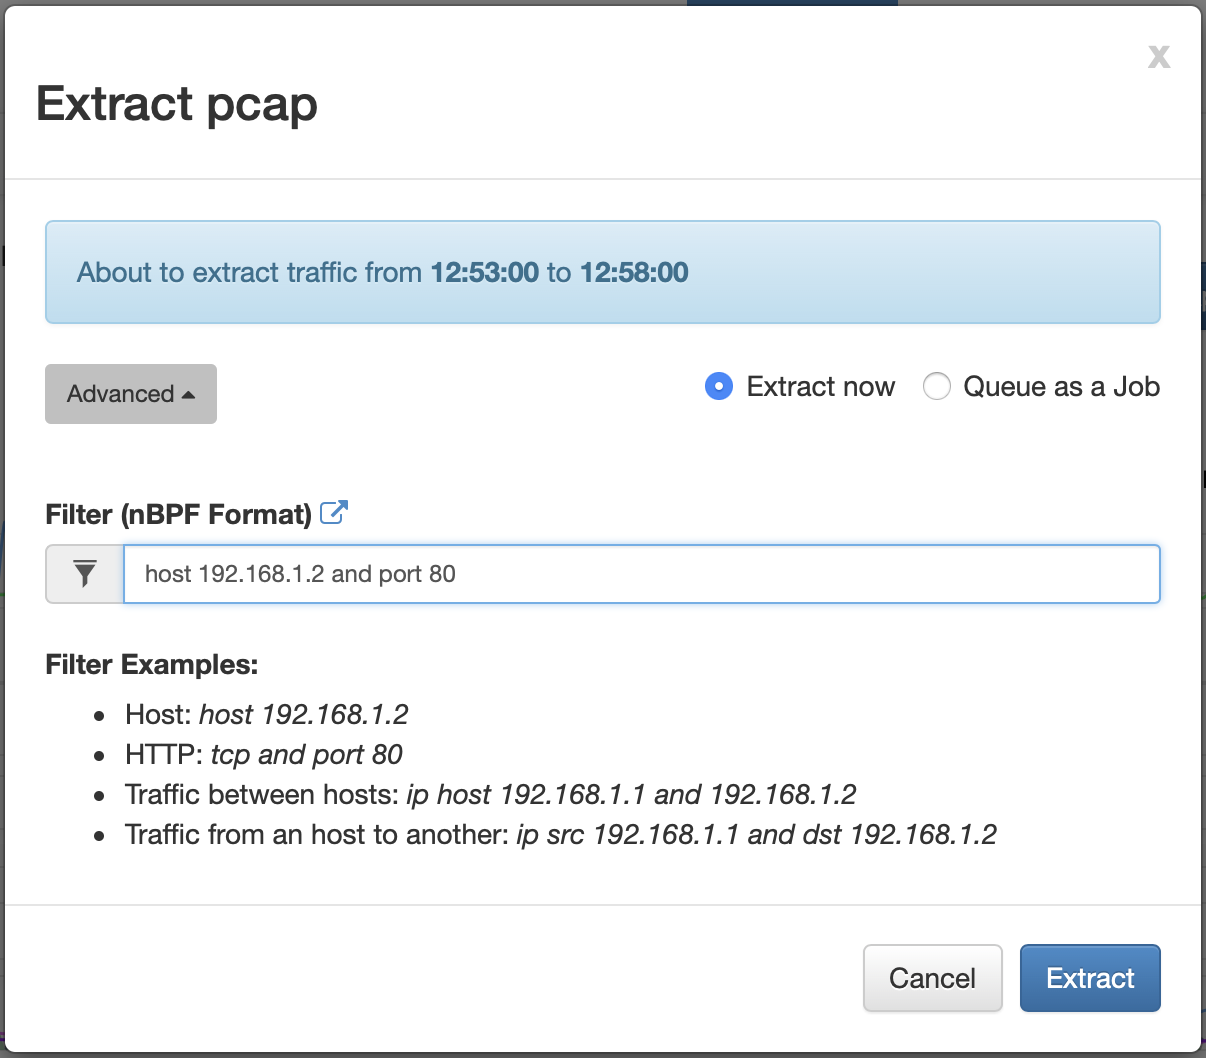 x
Extract pcap
About to extract traffic from 12:53:00 to 12:58:00
Advanced
Extract now
Queue as a Job
Filter (nBPF Format)
host 192.168.1.2 and port 80
Filter Examples:
Host: host 192.168.1.2
HTTP: tcp and port 80
Traffic between hosts: ip host 192.168.1.1 and 192.168.1.2
Traffic from an host to another: ip src 192.168.1.1 and dst 192.168.1.2
Cancel
Extract